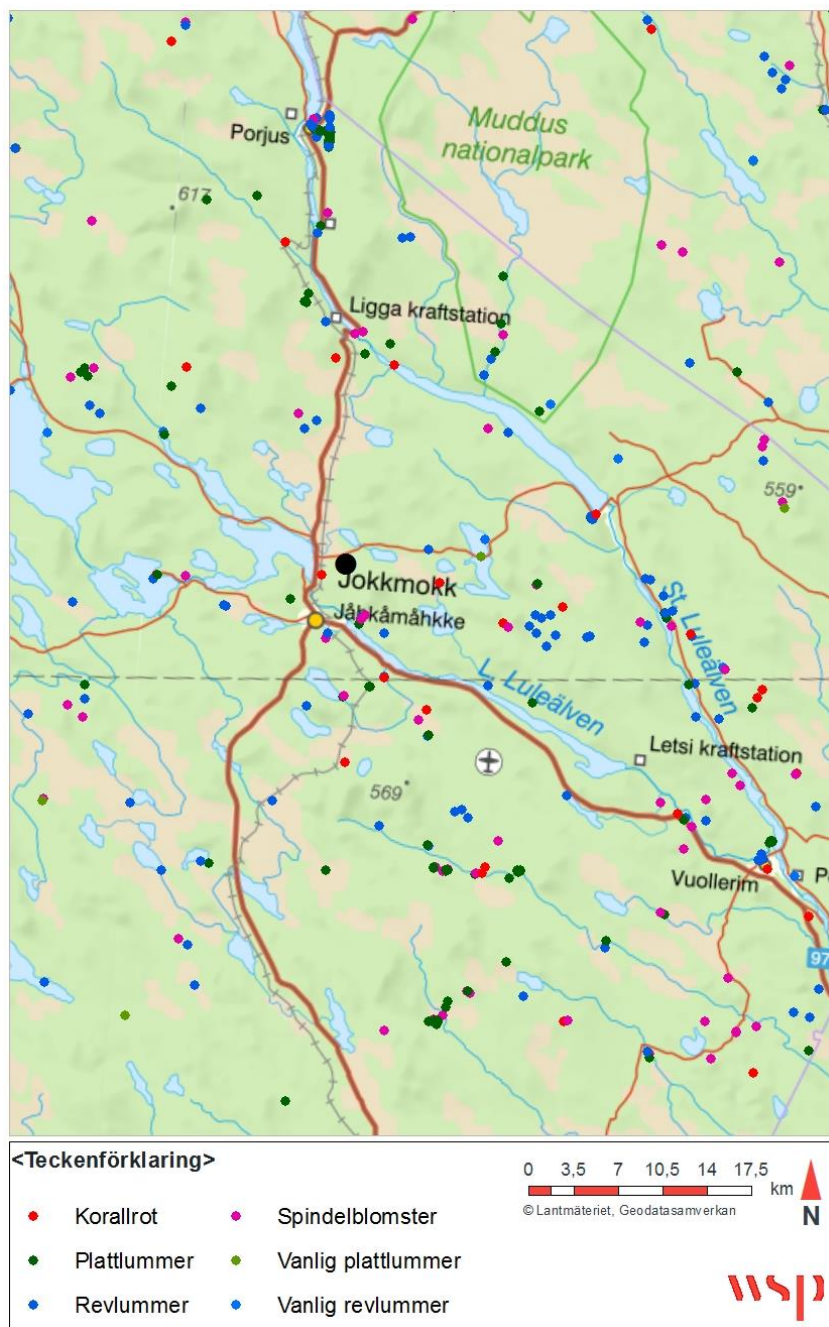 Porjus
Muddus
nationalpark
617
Ligga kraftstation
559
Jokkmokk
Jåhkåmåhkke
St. Luleälven
L. Luleälven
Letsi kraftstation
569
Vuollerim
97
<Teckenförklaring>
Korallrot
Spindelblomster
Plattlummer
Vanlig plattlummer
Revlummer
Vanlig revlummer
0 3,5 7 10,5 14 17,5
km
© Lantmäteriet, Geodatasamverkan
N
wsp